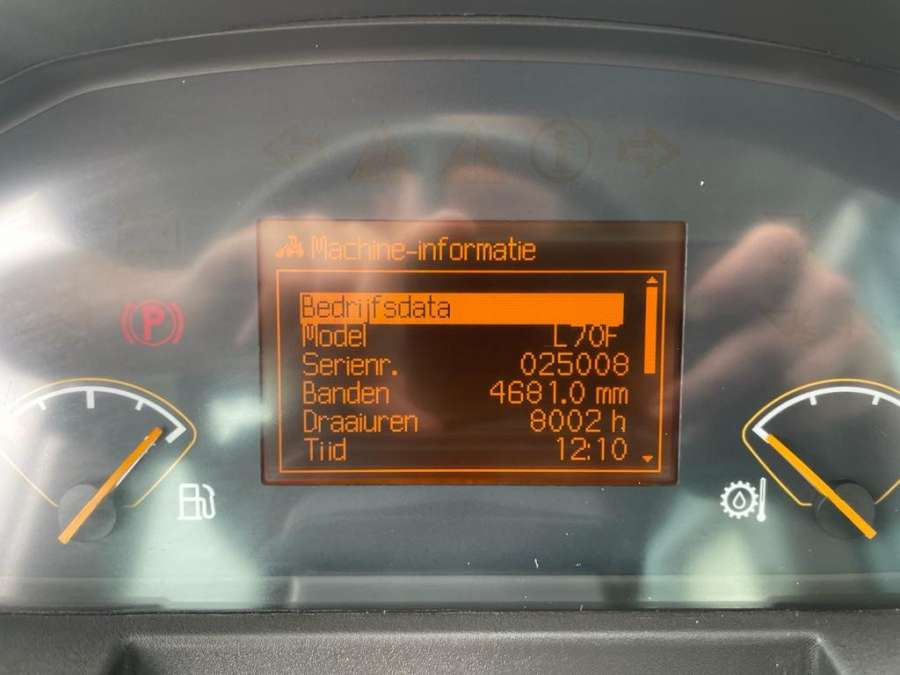 Machine-informatie
Bedrijfsdata
Model L70F
Serienr. 025008
Banden 4681.0 mm
Draaiuren 8002 h
Tijd 12:10
P